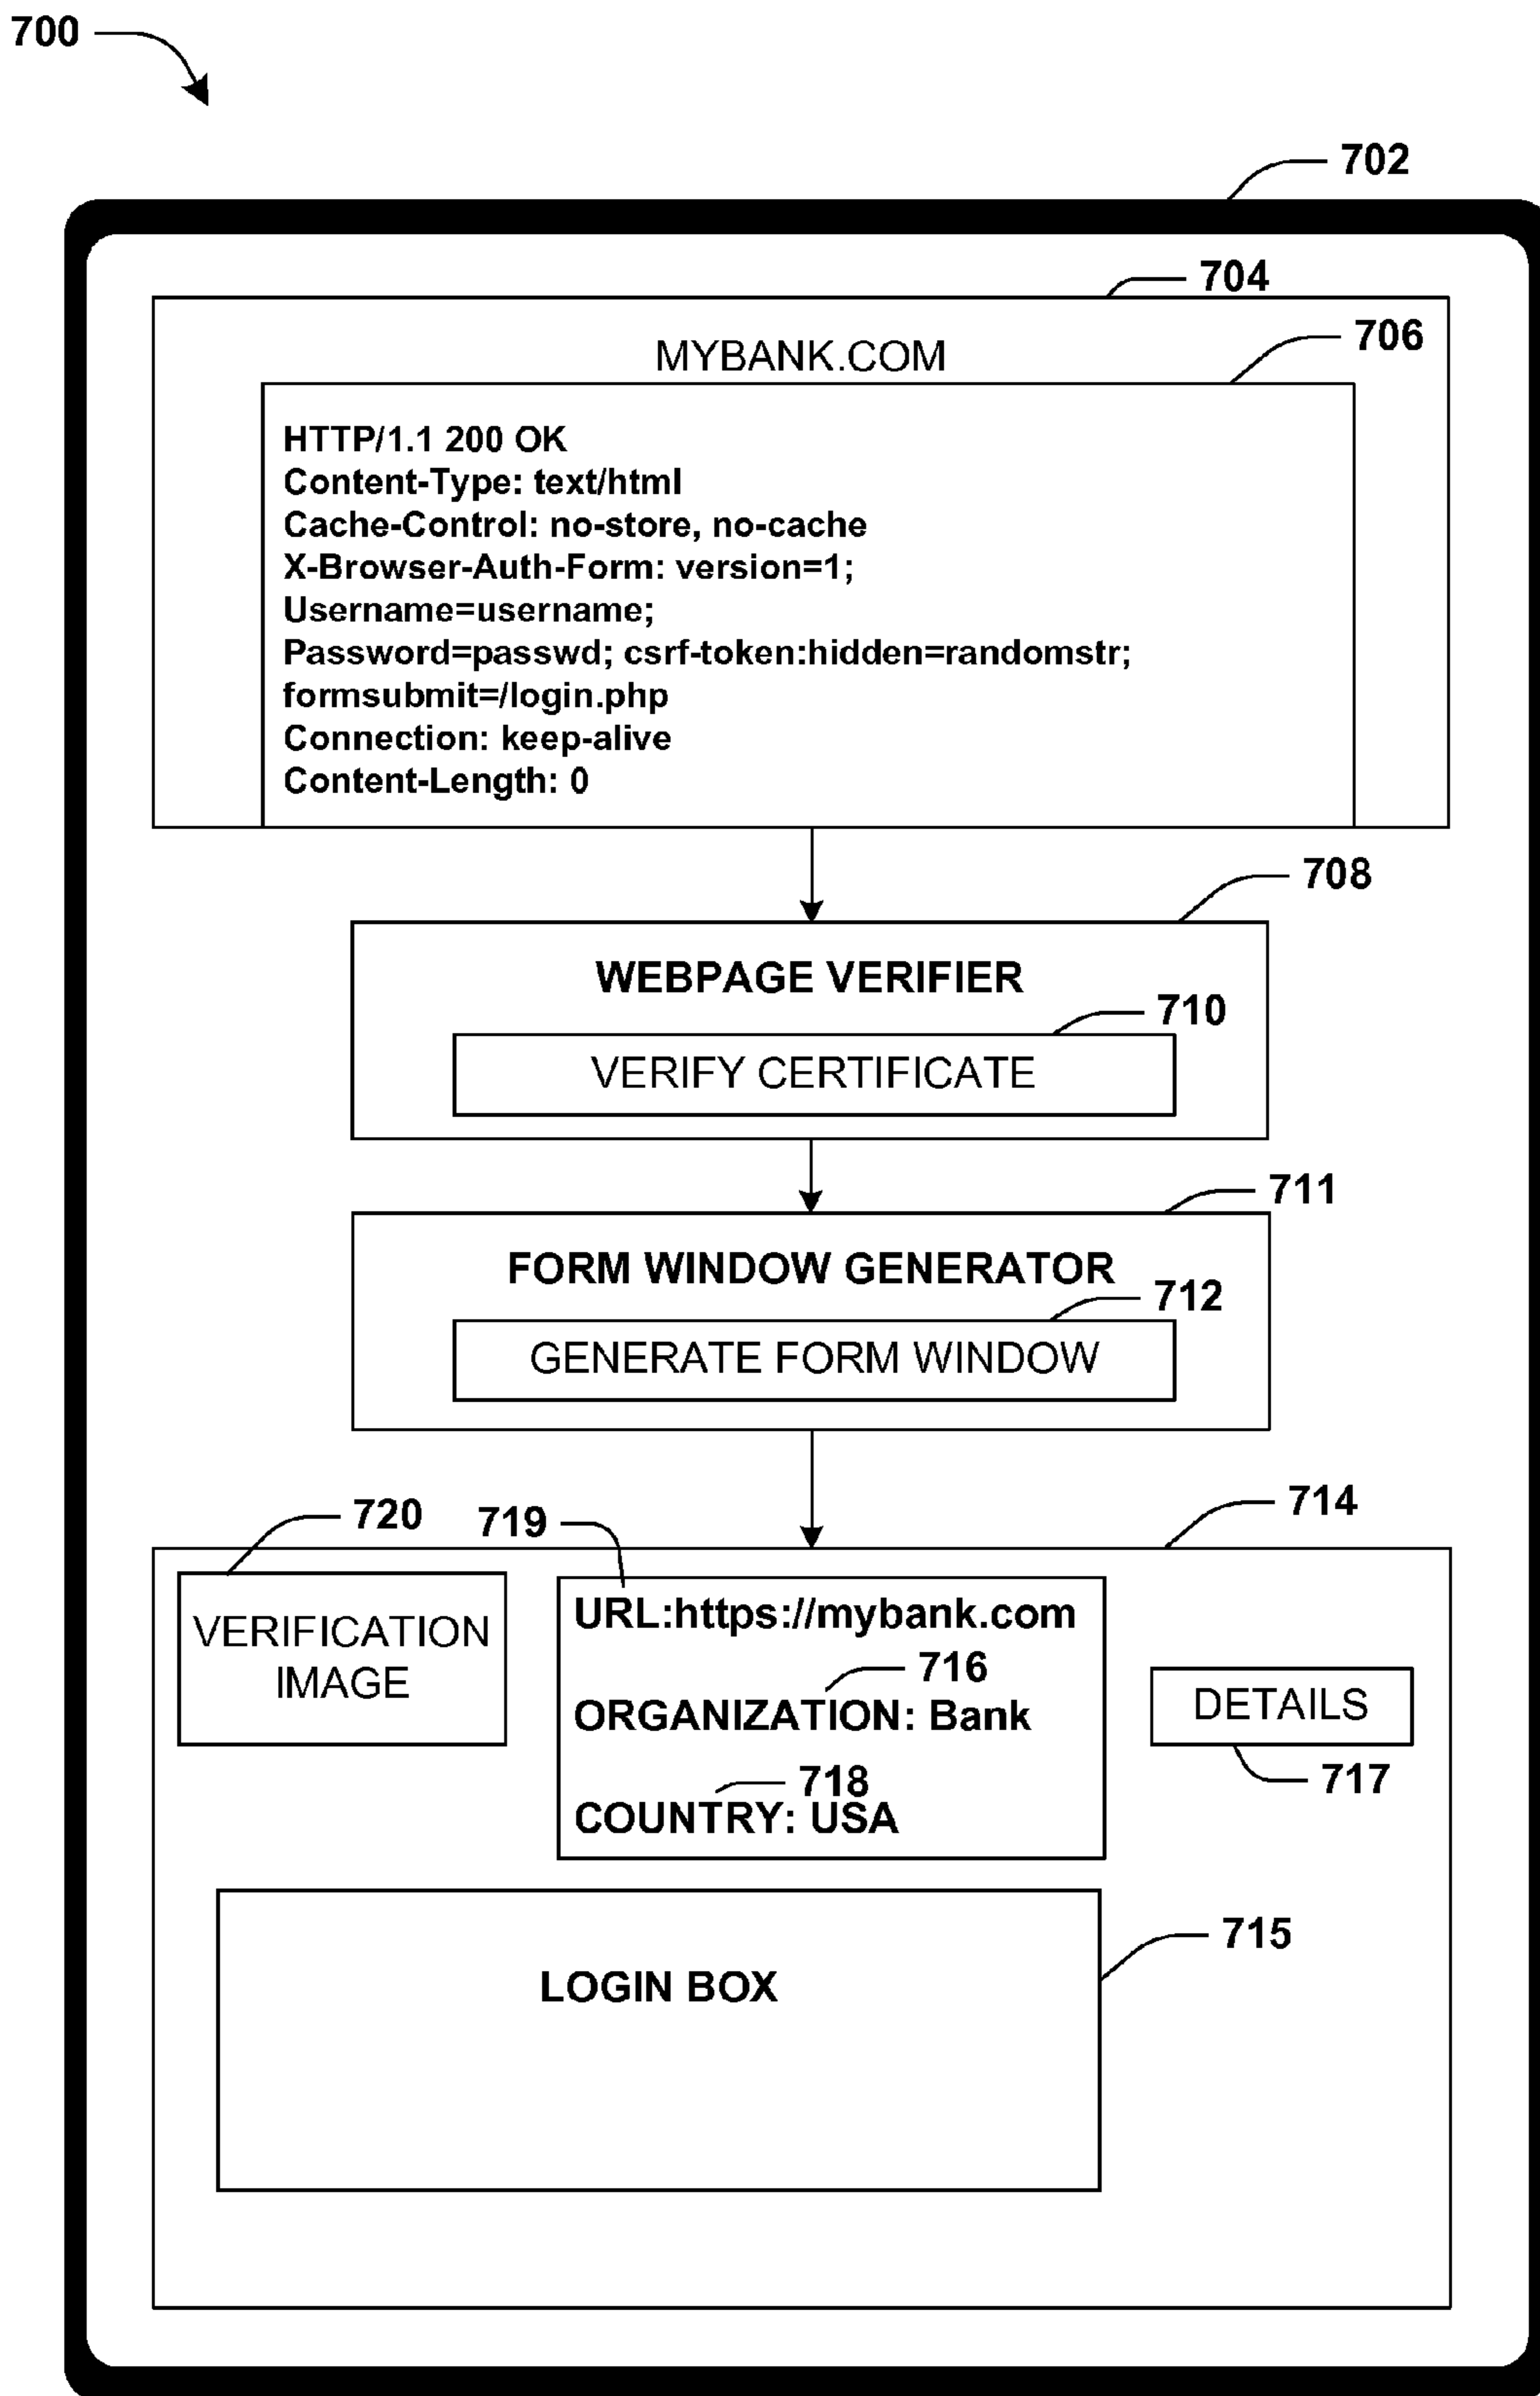 700
702
704
MYBANK.COM
706
HTTP/1.1 200 OK
Content-Type: text/html
Cache-Control: no-store, no-cache
X-Browser-Auth-Form: version=1;
Username=username;
Password=passwd; csrf-token:hidden=randomstr;
formsubmit=/login.php
Connection: keep-alive
Content-Length: 0
708
WEBPAGE VERIFIER
710
VERIFY CERTIFICATE
711
FORM WINDOW GENERATOR
712
GENERATE FORM WINDOW
714
720
VERIFICATION
IMAGE
719
URL:https://mybank.com
716
ORGANIZATION: Bank
718
COUNTRY: USA
DETAILS
717
715
LOGIN BOX